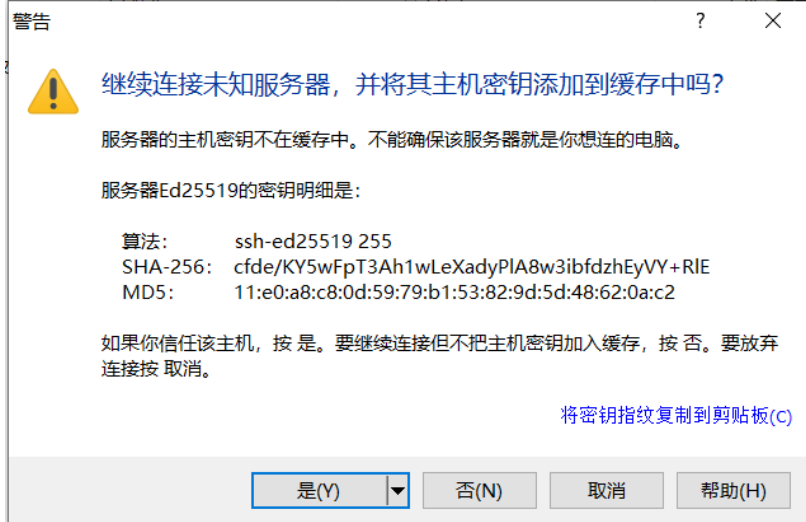 警告
继续连接未知服务器，并将其主机密钥添加到缓存中吗？
服务器的主机密钥不在缓存中。不能确保该服务器就是你想连的电脑。
服务器Ed25519的密钥明细是：
算法： ssh-ed25519 255
SHA-256： cfde/KY5wFpT3Ah1wLeXadyPlA8w3ibfdzhEyVY+RlE
MD5： 11:e0:a8:c8:0d:59:79:b1:53:82:9d:5d:48:62:0a:c2
如果你信任该主机，按 是。要继续连接但不把主机密钥加入缓存，按 否。要放弃
连接按 取消。
将密钥指纹复制到剪贴板(C)
是(Y) 否(N) 取消 帮助(H)